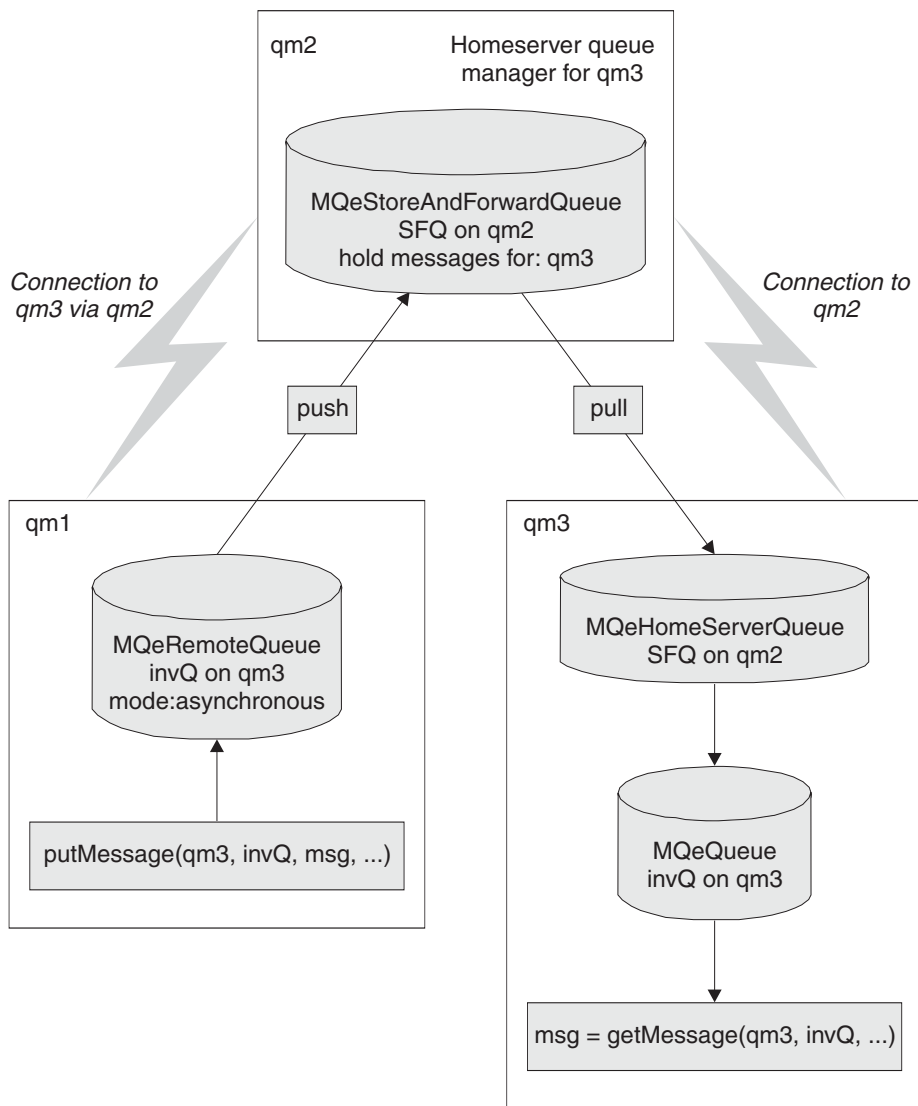 qm2
Homeserver queue
manager for qm3
MQeStoreAndForwardQueue
SFQ on qm2
hold messages for: qm3
Connection to
qm3 via qm2
Connection to
qm2
push
pull
qm1
MQeRemoteQueue
invQ on qm3
mode:asynchronous
putMessage(qm3, invQ, msg, ...)
qm3
MQeHomeServerQueue
SFQ on qm2
MQeQueue
invQ on qm3
msg = getMessage(qm3, invQ, ...)